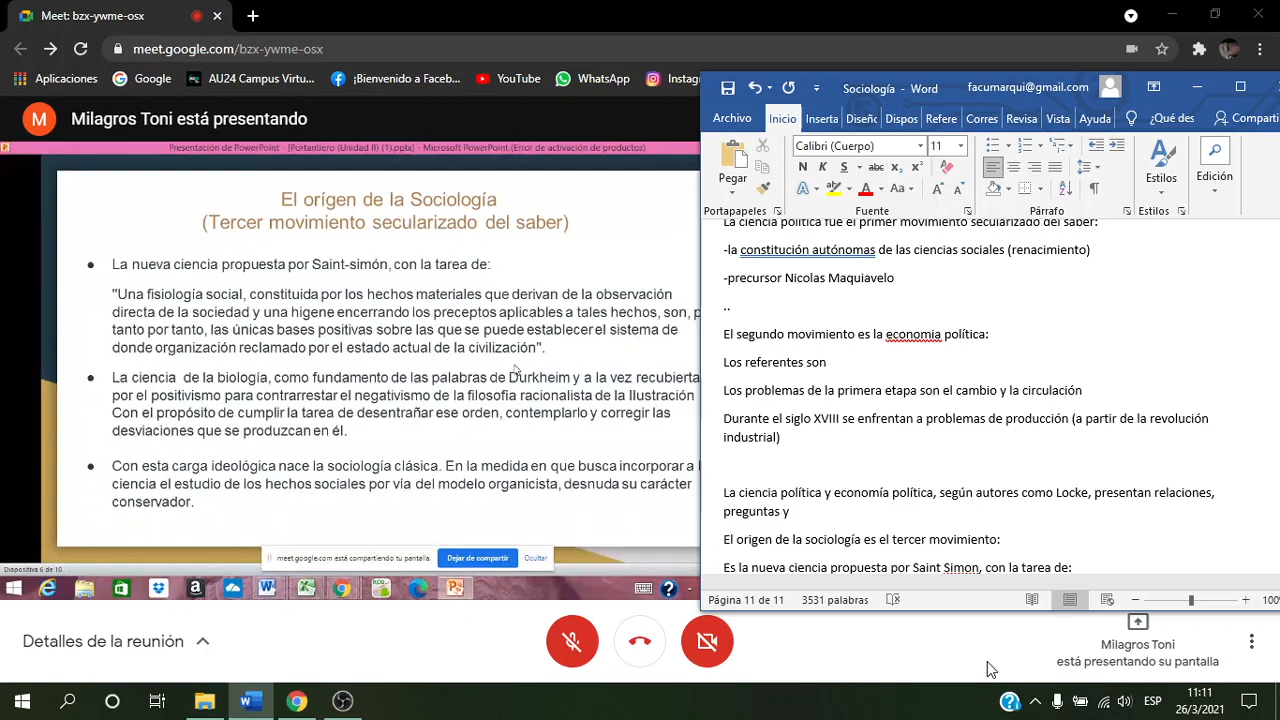 Meet: bzx-ywme-osx
meet.google.com/bzx-ywme-osx
Aplicaciones
Google
AU24 Campus Virtu...
¡Bienvenido a Faceb...
YouTube
WhatsApp
Instag
M
Milagros Toni está presentando
Presentación de PowerPoint - [Portantiero (Unidad II) (1).pptx] - Microsoft PowerPoint (Error de activación de productos)
El orígen de la Sociología
(Tercer movimiento secularizado del saber)
La nueva ciencia propuesta por Saint-simón, con la tarea de:
"Una fisiología social, constituida por los hechos materiales que derivan de la observación
directa de la sociedad y una higene encerrando los preceptos aplicables a tales hechos, son, p
tanto por tanto, las únicas bases positivas sobre las que se puede establecer el sistema de
donde organización reclamado por el estado actual de la civilización".
La ciencia de la biología, como fundamento de las palabras de Durkheim y a la vez recubierta
por el positivismo para contrarrestar el negativismo de la filosofía racionalista de la Ilustración
Con el propósito de cumplir la tarea de desentrañar ese orden, contemplarlo y corregir las
desviaciones que se produzcan en él.
Con esta carga ideológica nace la sociología clásica. En la medida en que busca incorporar a l
ciencia el estudio de los hechos sociales por vía del modelo organicista, desnuda su carácter
conservador.
meet.google.com está compartiendo tu pantalla.
Dejar de compartir
Ocultar
Diapositiva 6 de 10
Sociología - Word
facumarqui@gmail.com
Archivo
Inicio
Inserta
Diseñc
Dispos
Refere
Corres
Revisa
Vista
Ayuda
¿Qué des
Comparti
Pegar
Calibri (Cuerpo)
11
N K S abc x₂ x²
A Aa A A
Estilos
Edición
Portapapeles
Fuente
Párrafo
Estilos
La ciencia política fue el primer movimiento secularizado del saber:
-la constitución autónomas de las ciencias sociales (renacimiento)
-precursor Nicolas Maquiavelo
..
El segundo movimiento es la economia política:
Los referentes son
Los problemas de la primera etapa son el cambio y la circulación
Durante el siglo XVIII se enfrentan a problemas de producción (a partir de la revolución
industrial)
La ciencia política y economía política, según autores como Locke, presentan relaciones,
preguntas y
El origen de la sociología es el tercer movimiento:
Es la nueva ciencia propuesta por Saint Simon, con la tarea de:
Página 11 de 11
3531 palabras
100%
Detalles de la reunión
Milagros Toni
está presentando su pantalla
ESP
11:11
26/3/2021